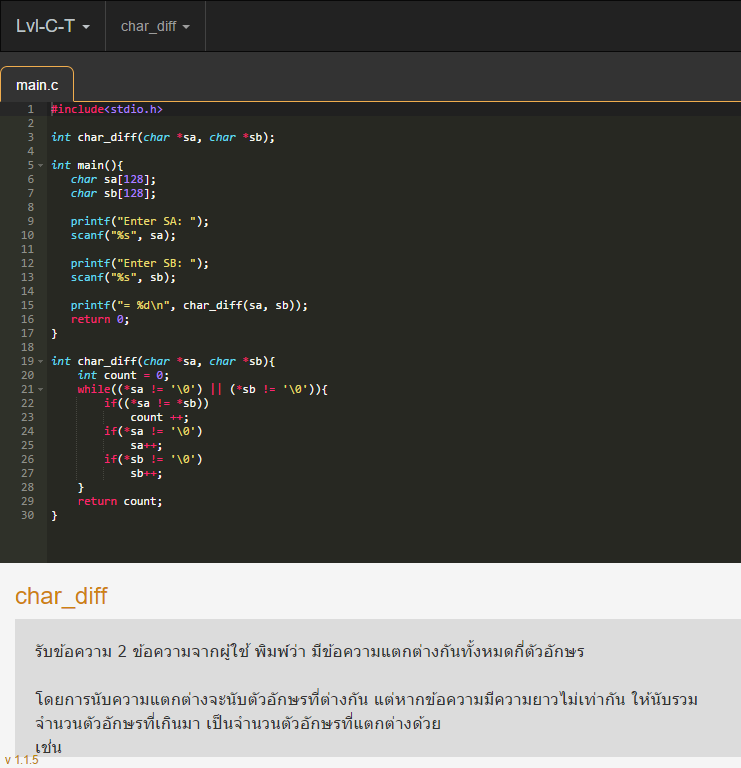 Lvl-C-T char_diff
main.c
1 #include<stdio.h>
2
3 int char_diff(char *sa, char *sb);
4
5 int main(){
6 char sa[128];
7 char sb[128];
8
9 printf("Enter SA: ");
10 scanf("%s", sa);
11
12 printf("Enter SB: ");
13 scanf("%s", sb);
14
15 printf("= %d\n", char_diff(sa, sb));
16 return 0;
17 }
18
19 int char_diff(char *sa, char *sb){
20 int count = 0;
21 while((*sa != '\0') || (*sb != '\0')){
22 if((*sa != *sb))
23 count ++;
24 if(*sa != '\0')
25 sa++;
26 if(*sb != '\0')
27 sb++;
28 }
29 return count;
30 }
char_diff
รับข้อความ 2 ข้อความจากผู้ใช้ พิมพ์ว่า มีข้อความแตกต่างกันทั้งหมดกี่ตัวอักษร
โดยการนับความแตกต่างจะนับตัวอักษรที่ต่างกัน แต่หากข้อความมีความยาวไม่เท่ากัน ให้นับรวม
จำนวนตัวอักษรที่เกินมา เป็นจำนวนตัวอักษรที่แตกต่างด้วย
เช่น
v 1.1.5